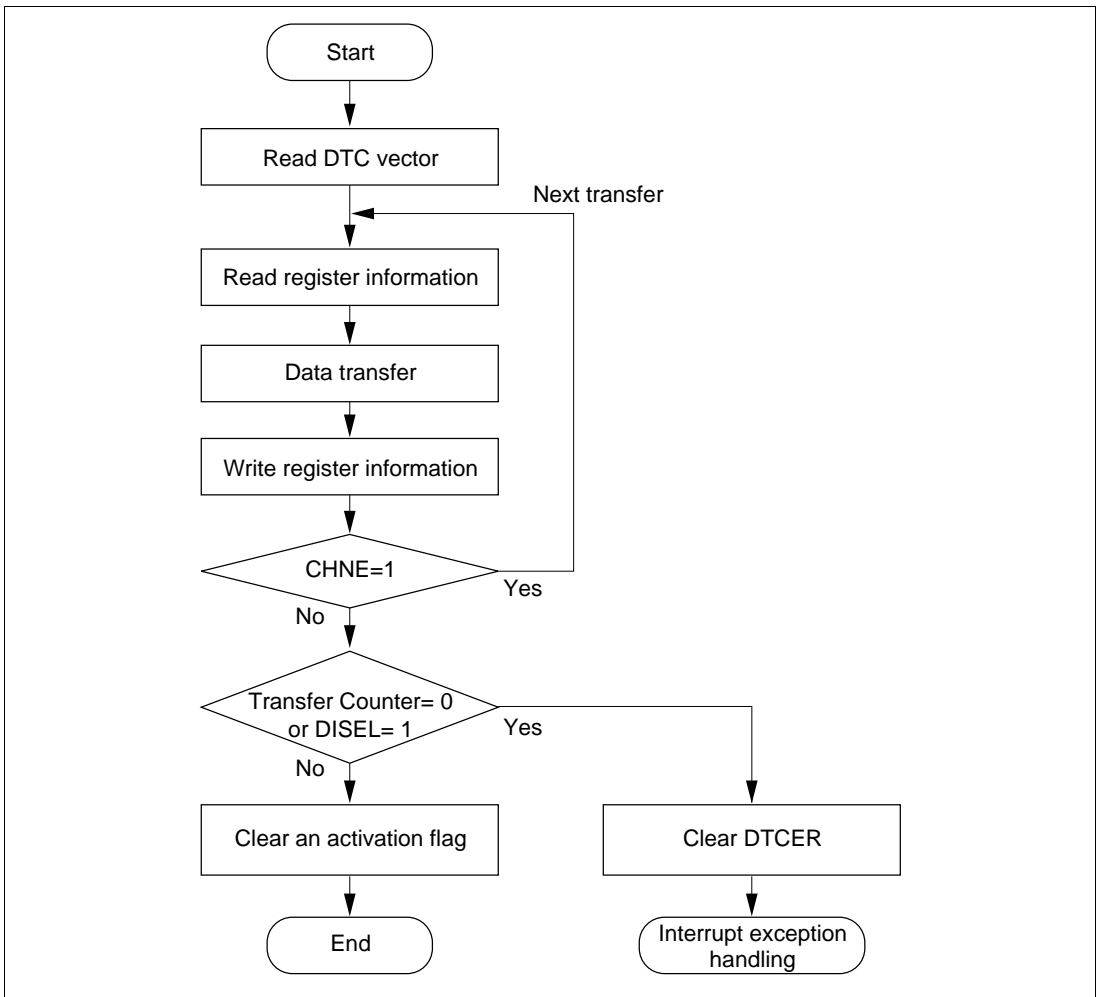 Start
Read DTC vector
Next transfer
Read register information
Data transfer
Write register information
CHNE=1
Yes
No
Transfer Counter= 0
or DISEL= 1
Yes
No
Clear an activation flag
Clear DTCER
End
Interrupt exception
handling